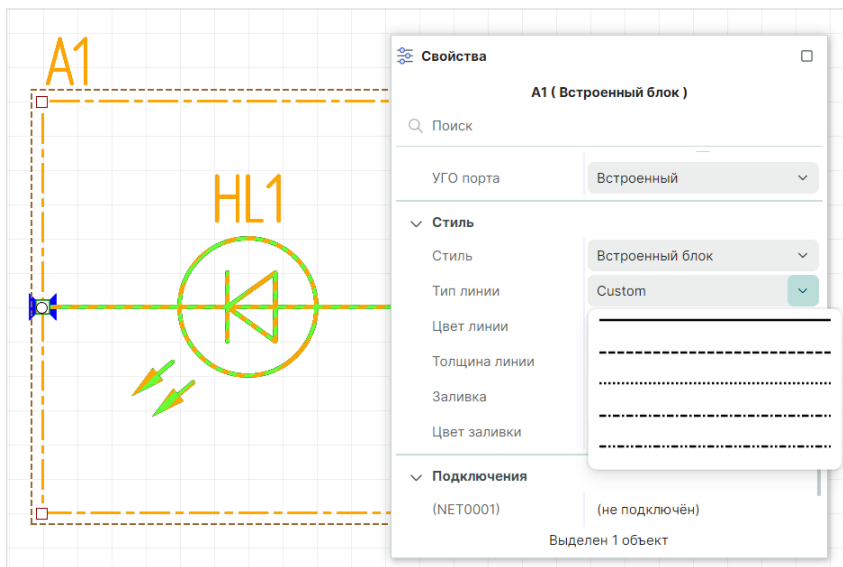 A1
HL1
Свойства
A1 ( Встроенный блок )
Поиск
УГО порта
Встроенный
Стиль
Стиль
Встроенный блок
Тип линии
Custom
Цвет линии
Толщина линии
Заливка
Цвет заливки
Подключения
(NET0001)
(не подключён)
Выделен 1 объект